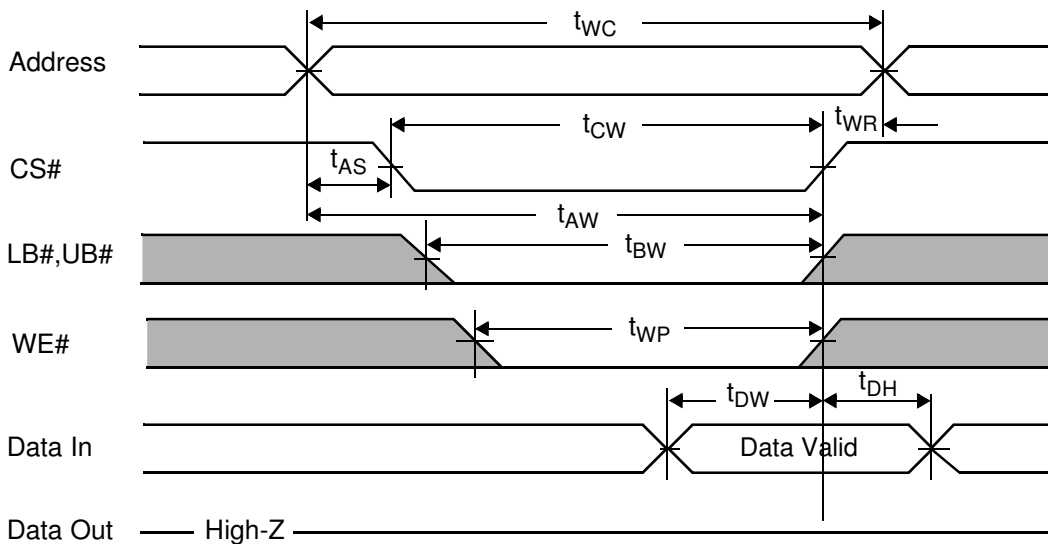 tWC
Address
tCW
tWR
CS#
tAS
tAW
LB#,UB#
tBW
WE#
tWP
tDW
tDH
Data In
Data Valid
Data Out
High-Z